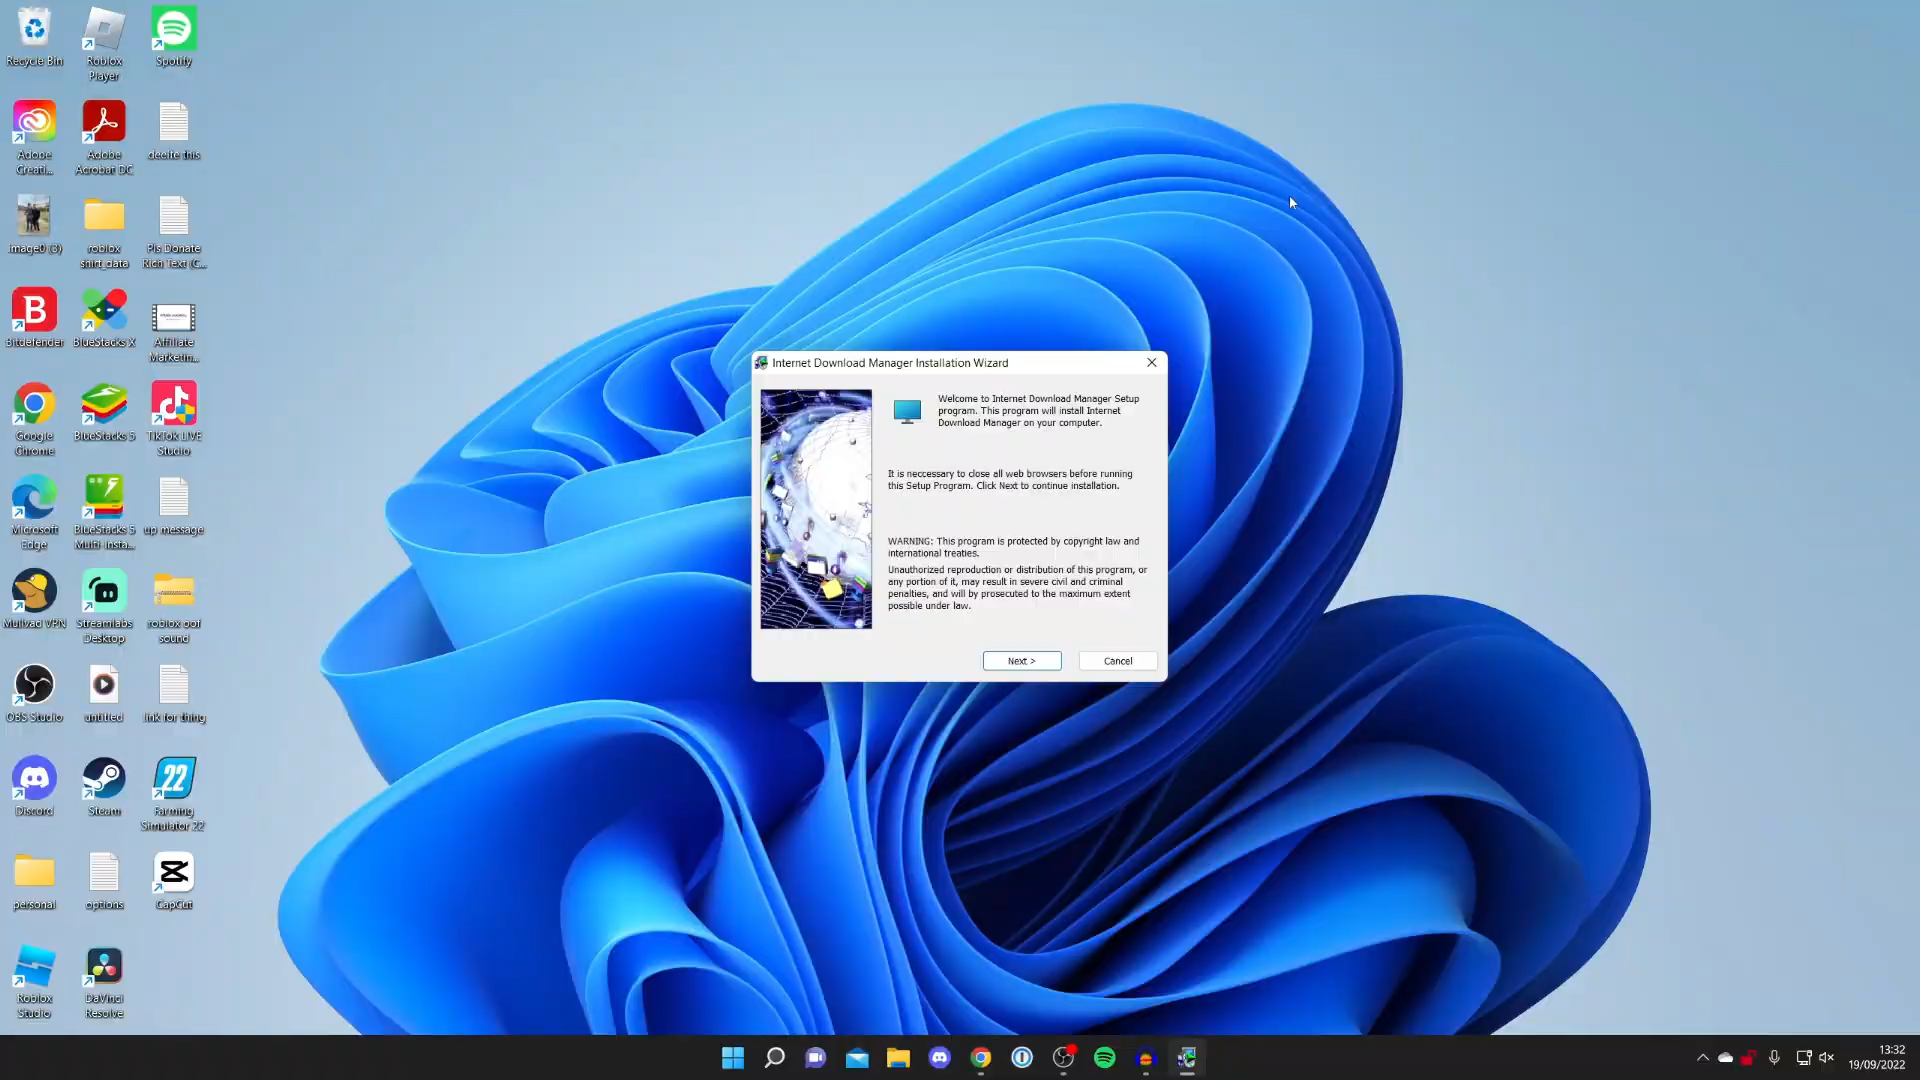 Recycle Bin
Roblox
Player
Spotify
Adobe
Creati...
Adobe
Acrobat DC
deelte this
image0 (3)
roblox
shirt_data
Pls Donate
Rich Text (C...
Bitdefender
BlueStacks X
Affiliate
Marketin...
Google
Chrome
BlueStacks 5
TikTok LIVE
Studio
Microsoft
Edge
BlueStacks 5
Multi-Insta...
up message
Mullvad VPN
Streamlabs
Desktop
roblox oof
sound
OBS Studio
untitled
link for thing
Discord
Steam
22
Farming
Simulator 22
personal
options
CapCut
Roblox
Studio
DaVinci
Resolve
Internet Download Manager Installation Wizard
Welcome to Internet Download Manager Setup
program. This program will install Internet
Download Manager on your computer.
It is neccessary to close all web browsers before running
this Setup Program. Click Next to continue installation.
WARNING: This program is protected by copyright law and
international treaties.
Unauthorized reproduction or distribution of this program, or
any portion of it, may result in severe civil and criminal
penalties, and will by prosecuted to the maximum extent
possible under law.
Next >
Cancel
13:32
19/09/2022